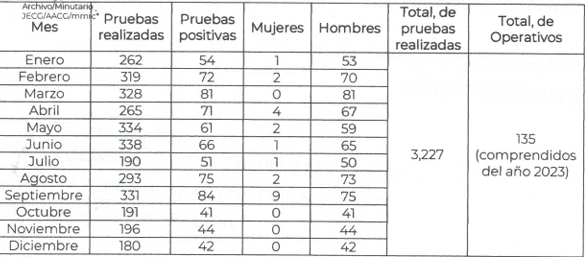 Archivo/Minutario
JECG/AACG/mmic*
Mes Pruebas realizadas Pruebas positivas Mujeres Hombres Total, de pruebas realizadas Total, de Operativos
Enero 262 54 1 53
Febrero 319 72 2 70
Marzo 328 81 0 81
Abril 265 71 4 67
Mayo 334 61 2 59
Junio 338 66 1 65
Julio 190 51 1 50
Agosto 293 75 2 73
Septiembre 331 84 9 75
Octubre 191 41 0 41
Noviembre 196 44 0 44
Diciembre 180 42 0 42
3,227
135
(comprendidos
del año 2023)